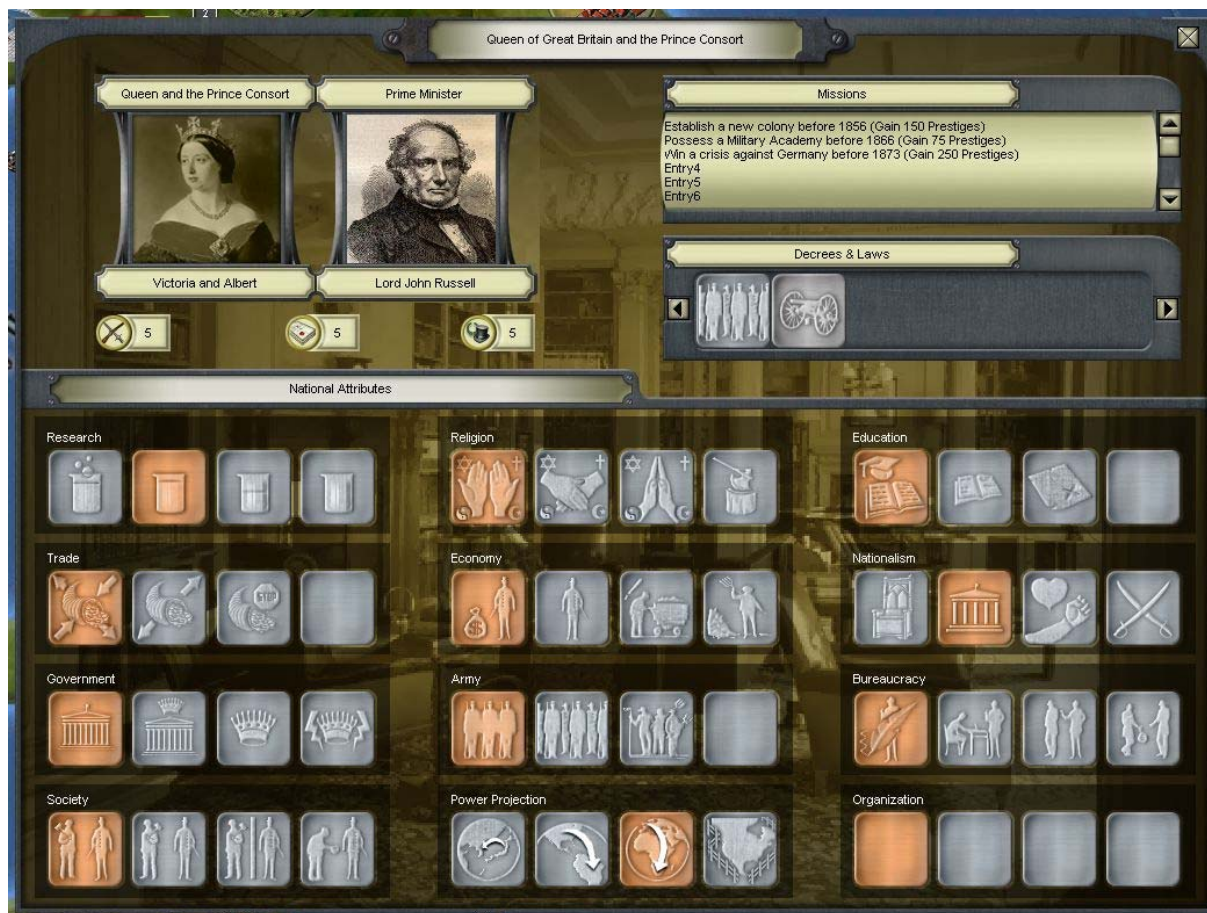 2
Queen of Great Britain and the Prince Consort
Queen and the Prince Consort
Prime Minister
Victoria and Albert
Lord John Russell
5
5
5
Missions
Establish a new colony before 1856 (Gain 150 Prestiges)
Possess a Military Academy before 1866 (Gain 75 Prestiges)
Win a crisis against Germany before 1873 (Gain 250 Prestiges)
Entry4
Entry5
Entry6
Decrees & Laws
National Attributes
Research
Religion
Education
Trade
STOP
Economy
$
Nationalism
Government
Army
Bureaucracy
Society
Power Projection
Organization